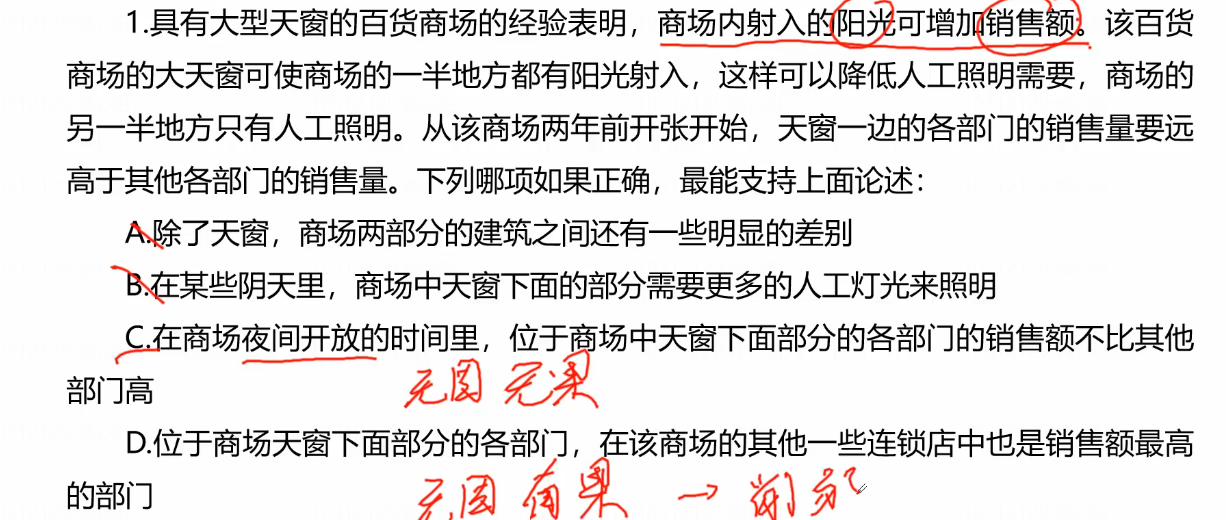 1.具有大型天窗的百货商场的经验表明，商场内射入的阳光可增加销售额。该百货
商场的大天窗可使商场的一半地方都有阳光射入，这样可以降低人工照明需要，商场的
另一半地方只有人工照明。从该商场两年前开张开始，天窗一边的各部门的销售量要远
高于其他各部门的销售量。下列哪项如果正确，最能支持上面论述：
A.除了天窗，商场两部分的建筑之间还有一些明显的差别
B.在某些阴天里，商场中天窗下面的部分需要更多的人工灯光来照明
C.在商场夜间开放的时间里，位于商场中天窗下面部分的各部门的销售额不比其他
部门高
无因 无果
D.位于商场天窗下面部分的各部门，在该商场的其他一些连锁店中也是销售额最高
的部门
无因 有果 → 削弱